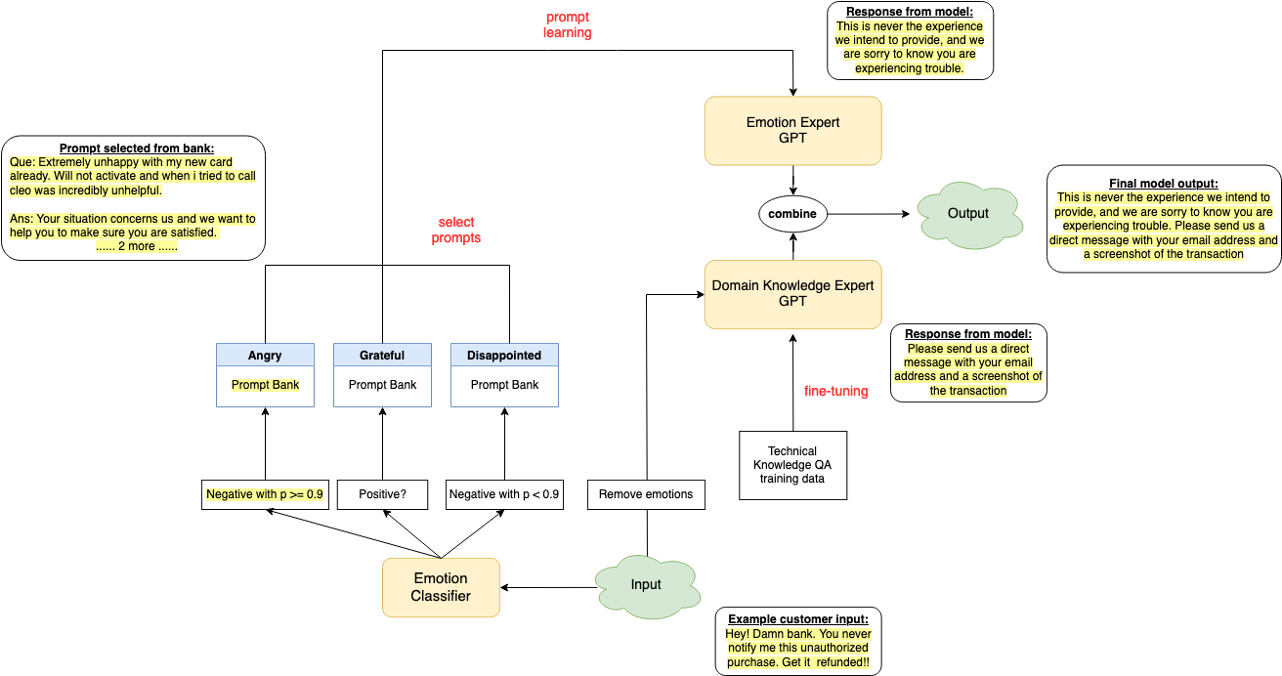 prompt
learning
Response from model:
This is never the experience
we intend to provide, and we
are sorry to know you are
experiencing trouble.
Emotion Expert
GPT
Prompt selected from bank:
Que: Extremely unhappy with my new card
already. Will not activate and when i tried to call
cleo was incredibly unhelpful.
Ans: Your situation concerns us and we want to
help you to make sure you are satisfied.
...... 2 more ......
select
prompts
combine
Output
Final model output:
This is never the experience we intend to
provide, and we are sorry to know you are
experiencing trouble. Please send us a
direct message with your email address and
a screenshot of the transaction
Domain Knowledge Expert
GPT
Response from model:
Please send us a direct
message with your email
address and a screenshot of
the transaction
Angry
Prompt Bank
Grateful
Prompt Bank
Disappointed
Prompt Bank
fine-tuning
Technical
Knowledge QA
training data
Negative with p >= 0.9
Positive?
Negative with p < 0.9
Remove emotions
Emotion
Classifier
Input
Example customer input:
Hey! Damn bank. You never
notify me this unauthorized
purchase. Get it refunded!!